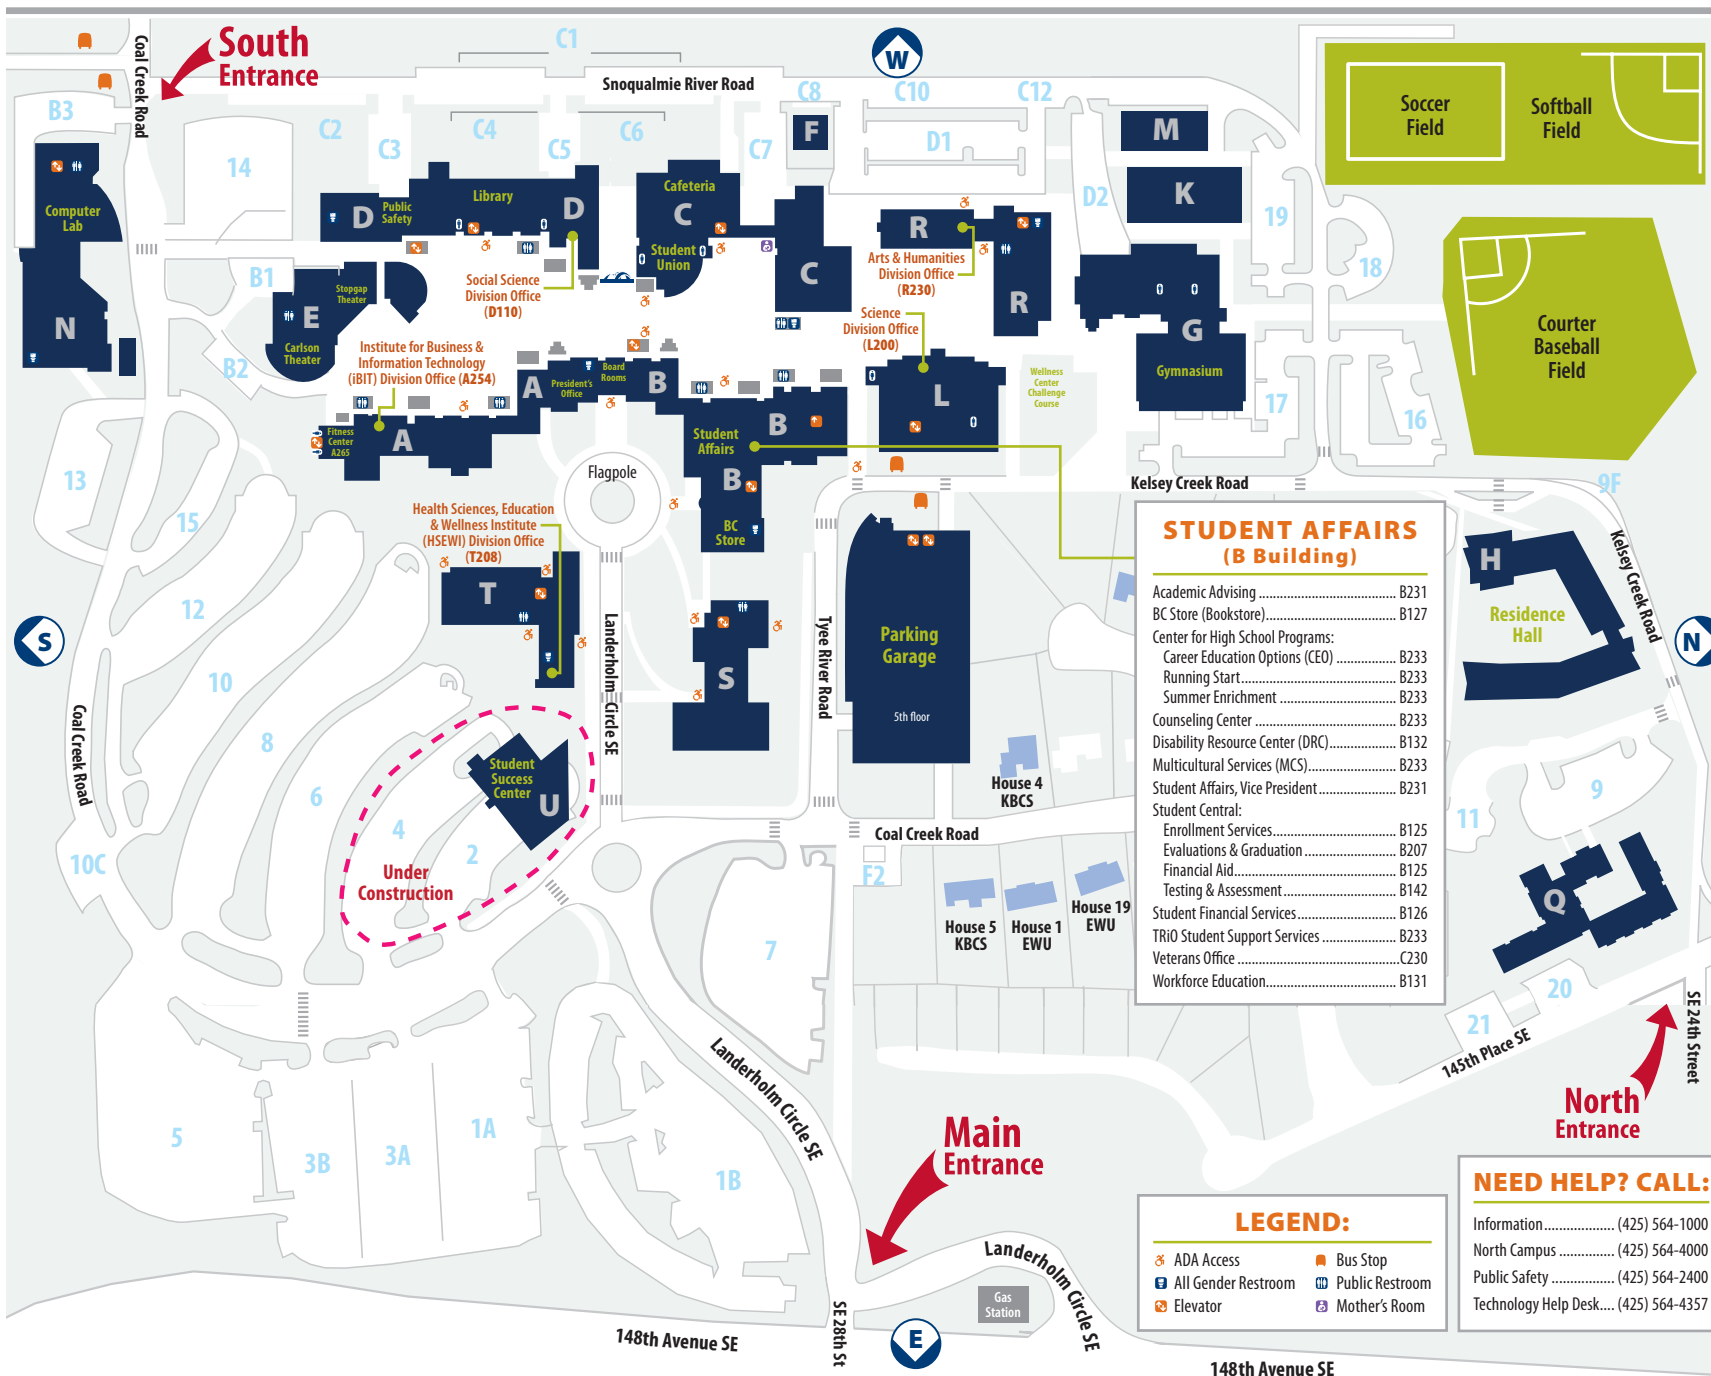 South
Entrance
Coal Creek Road
C1
W
Snoqualmie River Road
B3
C2
C3
C4
C5
C6
C7
C8
C10
C12
D1
D2
14
F
M
K
19
18
Soccer
Field
Softball
Field
Courter
Baseball
Field
Computer
Lab
N
D
Public
Safety
Library
D
Cafeteria
C
Student
Union
C
R
Arts & Humanities
Division Office
(R230)
R
G
Gymnasium
Social Science
Division Office
(D110)
Science
Division Office
(L200)
B1
B2
Stopgap
Theater
E
Carlson
Theater
Institute for Business &
Information Technology
(iBIT) Division Office (A254)
A
President's
Office
Board
Rooms
B
Fitness
Center
A265
A
Student
Affairs
B
B
BC
Store
L
Wellness
Center
Challenge
Course
17
16
9F
13
15
Flagpole
Kelsey Creek Road
Kelsey Creek Road
Health Sciences, Education
& Wellness Institute
(HSEWI) Division Office
(T208)
T
12
10
8
6
4
2
S
Coal Creek Road
10C
Landerholm Circle SE
S
Tyee River Road
Parking
Garage
5th floor
Student
Success
Center
U
Under
Construction
STUDENT AFFAIRS
(B Building)
Academic Advising ................................. B231
BC Store (Bookstore)............................... B127
Center for High School Programs:
Career Education Options (CEO) ............... B233
Running Start....................................... B233
Summer Enrichment ............................. B233
Counseling Center .................................. B233
Disability Resource Center (DRC)................ B132
Multicultural Services (MCS)..................... B233
Student Affairs, Vice President................... B231
Student Central:
Enrollment Services............................... B125
Evaluations & Graduation ....................... B207
Financial Aid........................................ B125
Testing & Assessment ........................... B142
Student Financial Services ........................ B126
TRiO Student Support Services .................. B233
Veterans Office ...................................... C230
Workforce Education................................ B131
H
Residence
Hall
N
House 4
KBCS
Coal Creek Road
F2
House 5
KBCS
House 1
EWU
House 19
EWU
11
9
Q
20
21
145th Place SE
SE 24th Street
North
Entrance
7
5
3B
3A
1A
1B
Landerholm Circle SE
Main
Entrance
Landerholm Circle SE
Gas
Station
SE 28th St
E
148th Avenue SE
148th Avenue SE
LEGEND:
ADA Access
All Gender Restroom
Elevator
Bus Stop
Public Restroom
Mother's Room
NEED HELP? CALL:
Information .................. (425) 564-1000
North Campus .............. (425) 564-4000
Public Safety ................ (425) 564-2400
Technology Help Desk.... (425) 564-4357